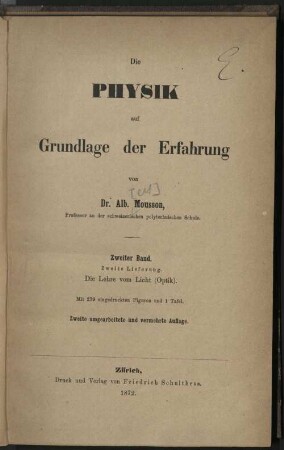 Die
E.
PHYSIK
auf
Grundlage der Erfahrung
von
Dr. Alb. Mousson,
Professor an der schweizerischen polytechnischen Schule.
Zweiter Band.
Zweite Lieferung.
Die Lehre vom Licht (Optik).
Mit eingedruckten Figuren und 1 Tafel.
Zweite umgearbeitete und vermehrte Auflage.
Zürich,
Druck und Verlag von Friedrich Schulthess.
1872.